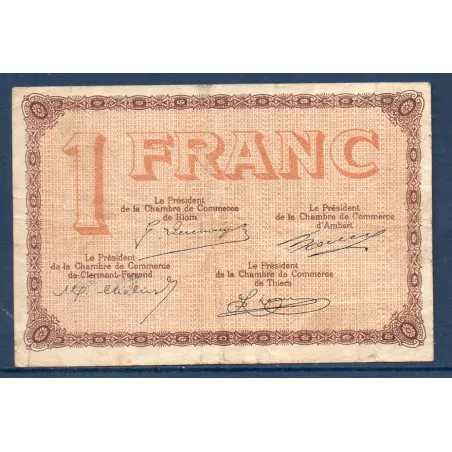 1 FRANC
Le Président
de la Chambre de Commerce
de Riom
Le Président
de la Chambre de Commerce
d'Ambert
Le Président
de la Chambre de Commerce
de Clermont-Ferrand
Le Président
de la Chambre de Commerce
de Thiers